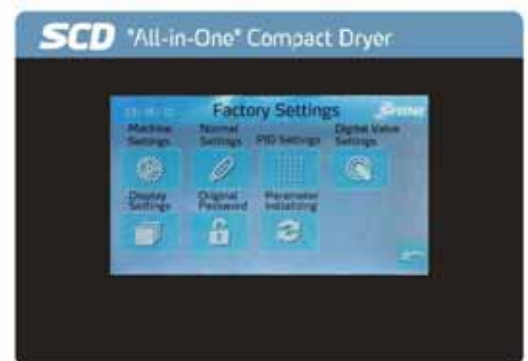 SCD "All-in-One" Compact Dryer
Factory Settings
Machine Settings
Normal Settings
PID Settings
Digital Value Settings
Display Settings
Original Password
Parameter Initializing